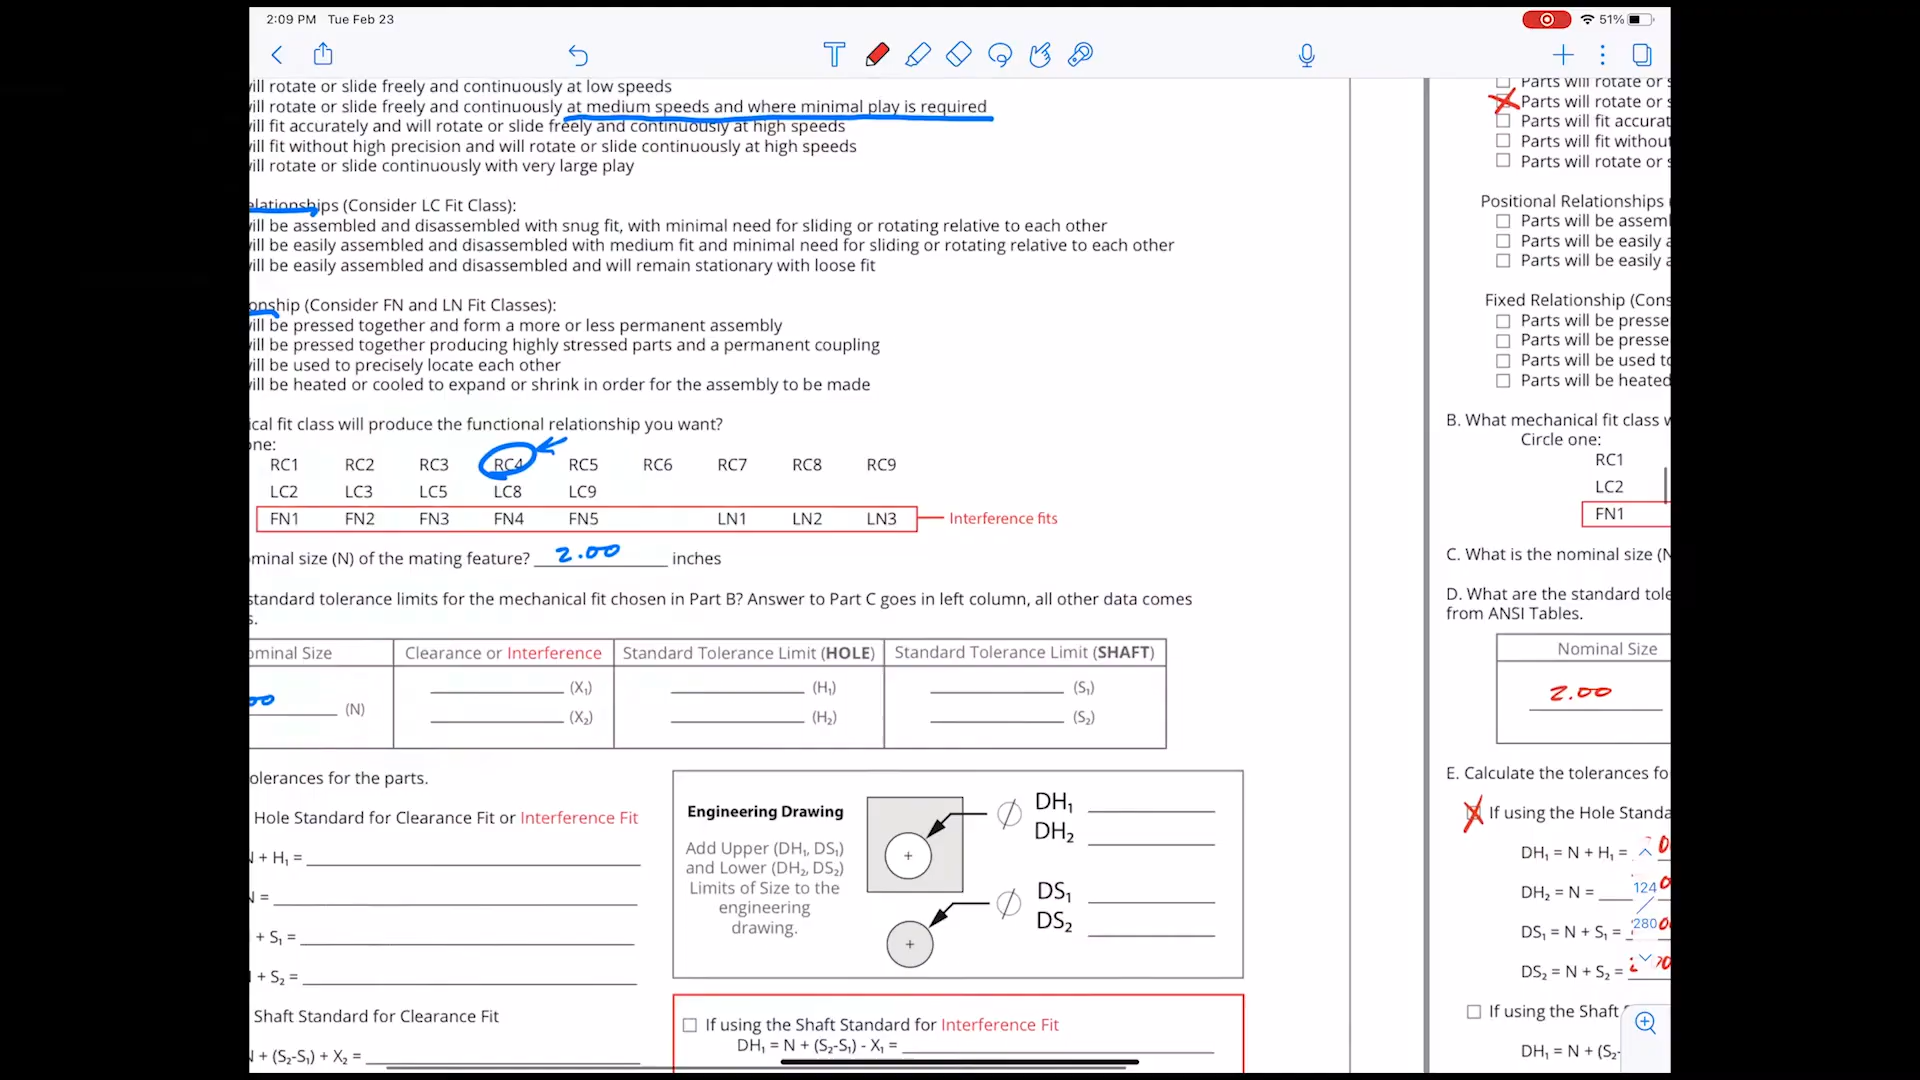 2:09 PM Tue Feb 23
51%
will rotate or slide freely and continuously at low speeds
will rotate or slide freely and continuously at medium speeds and where minimal play is required
will fit accurately and will rotate or slide freely and continuously at high speeds
will fit without high precision and will rotate or slide continuously at high speeds
will rotate or slide continuously with very large play
elationships (Consider LC Fit Class):
will be assembled and disassembled with snug fit, with minimal need for sliding or rotating relative to each other
will be easily assembled and disassembled with medium fit and minimal need for sliding or rotating relative to each other
will be easily assembled and disassembled and will remain stationary with loose fit
onship (Consider FN and LN Fit Classes):
will be pressed together and form a more or less permanent assembly
will be pressed together producing highly stressed parts and a permanent coupling
will be used to precisely locate each other
will be heated or cooled to expand or shrink in order for the assembly to be made
ical fit class will produce the functional relationship you want?
one:
RC1 RC2 RC3 RC4 RC5 RC6 RC7 RC8 RC9
LC2 LC3 LC5 LC8 LC9
FN1 FN2 FN3 FN4 FN5 LN1 LN2 LN3 Interference fits
minal size (N) of the mating feature? 2.00 inches
standard tolerance limits for the mechanical fit chosen in Part B? Answer to Part C goes in left column, all other data comes
s.
ominal Size Clearance or Interference Standard Tolerance Limit (HOLE) Standard Tolerance Limit (SHAFT)
(X₁) (H₁) (S₁)
00 (N)
(X₂) (H₂) (S₂)
olerances for the parts.
Hole Standard for Clearance Fit or Interference Fit
N + H₁ =
N =
+ S₁ =
+ S₂ =
Shaft Standard for Clearance Fit
N + (S₂-S₁) + X₂ =
Engineering Drawing
Add Upper (DH₁, DS₁)
and Lower (DH₂, DS₂)
Limits of Size to the
engineering
drawing.
DH₁
DH₂
DS₁
DS₂
If using the Shaft Standard for Interference Fit
DH₁ = N + (S₂-S₁) - X₁ =
Parts will rotate or s
Parts will rotate or s
Parts will fit accurat
Parts will fit withou
Parts will rotate or s
Positional Relationships
Parts will be assem
Parts will be easily a
Parts will be easily a
Fixed Relationship (Cons
Parts will be presse
Parts will be presse
Parts will be used to
Parts will be heated
B. What mechanical fit class w
Circle one:
RC1
LC2
FN1
C. What is the nominal size (N
D. What are the standard tole
from ANSI Tables.
Nominal Size
2.00
E. Calculate the tolerances fo
If using the Hole Standa
DH₁ = N + H₁ =
DH₂ = N =
DS₁ = N + S₁ =
DS₂ = N + S₂ =
124
280
If using the Shaft
DH₁ = N + (S₂-